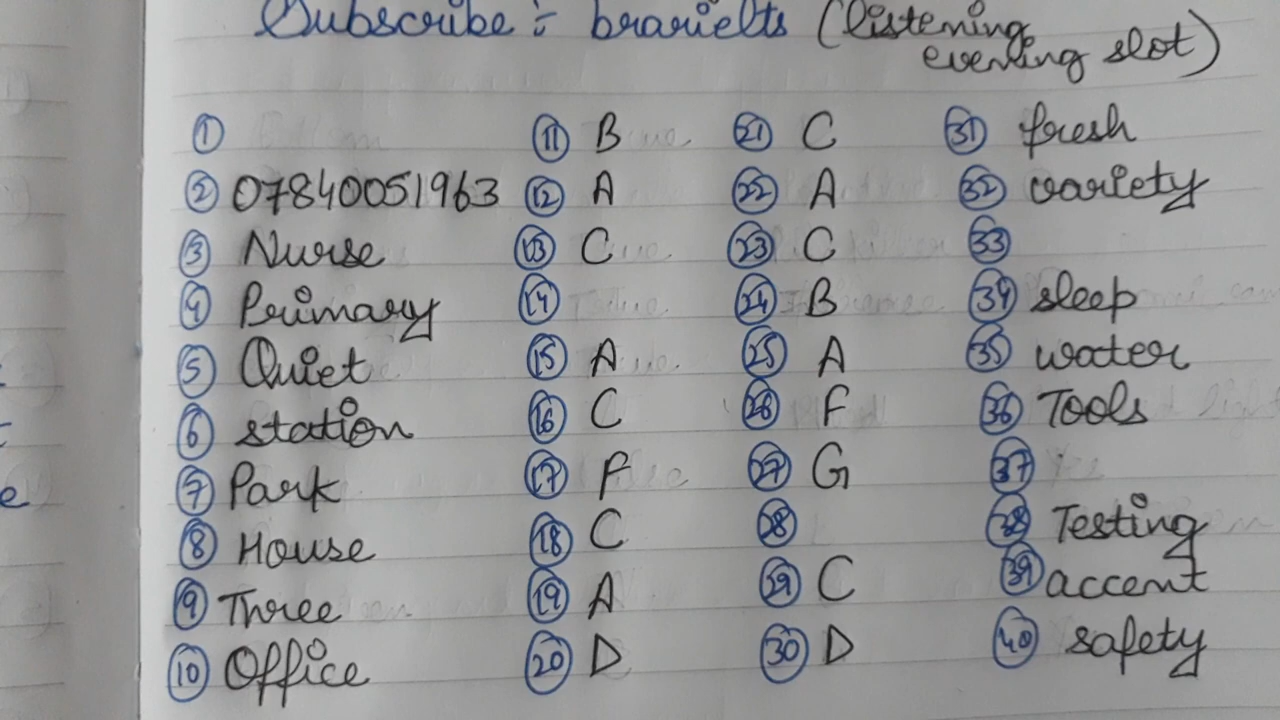 Subscribe :- brarielts (listening
evening slot)
① 
② 07840051963
③ Nurse
④ Primary
⑤ Quiet
⑥ station
⑦ Park
⑧ House
⑨ Three
⑩ Office
⑪ B
⑫ A
⑬ C
⑭
⑮ A
⑯ C
⑰ F
⑱ C
⑲ A
⑳ D
㉑ C
㉒ A
㉓ C
㉔ B
㉕ A
㉖ F
㉗ G
㉘
㉙ C
㉚ D
㉛ fresh
㉜ variety
㉝
㉞ sleep
㉟ water
㊱ Tools
㊲
㊳ Testing
㊴ accent
㊵ safety
e